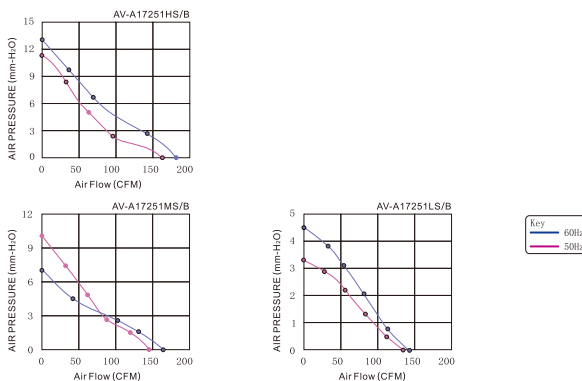 AV-A17251HS/B
AIR PRESSURE (mm-H2O)
15
12
9
6
3
0
0 50 100 150 200
Air Flow (CFM)
AV-A17251MS/B
AIR PRESSURE (mm-H2O)
12
9
6
3
0
0 50 100 150 200
Air Flow (CFM)
AV-A17251LS/B
AIR PRESSURE (mm-H2O)
5
4
3
2
1
0
0 50 100 150 200
Air Flow (CFM)
Key
60Hz
50Hz